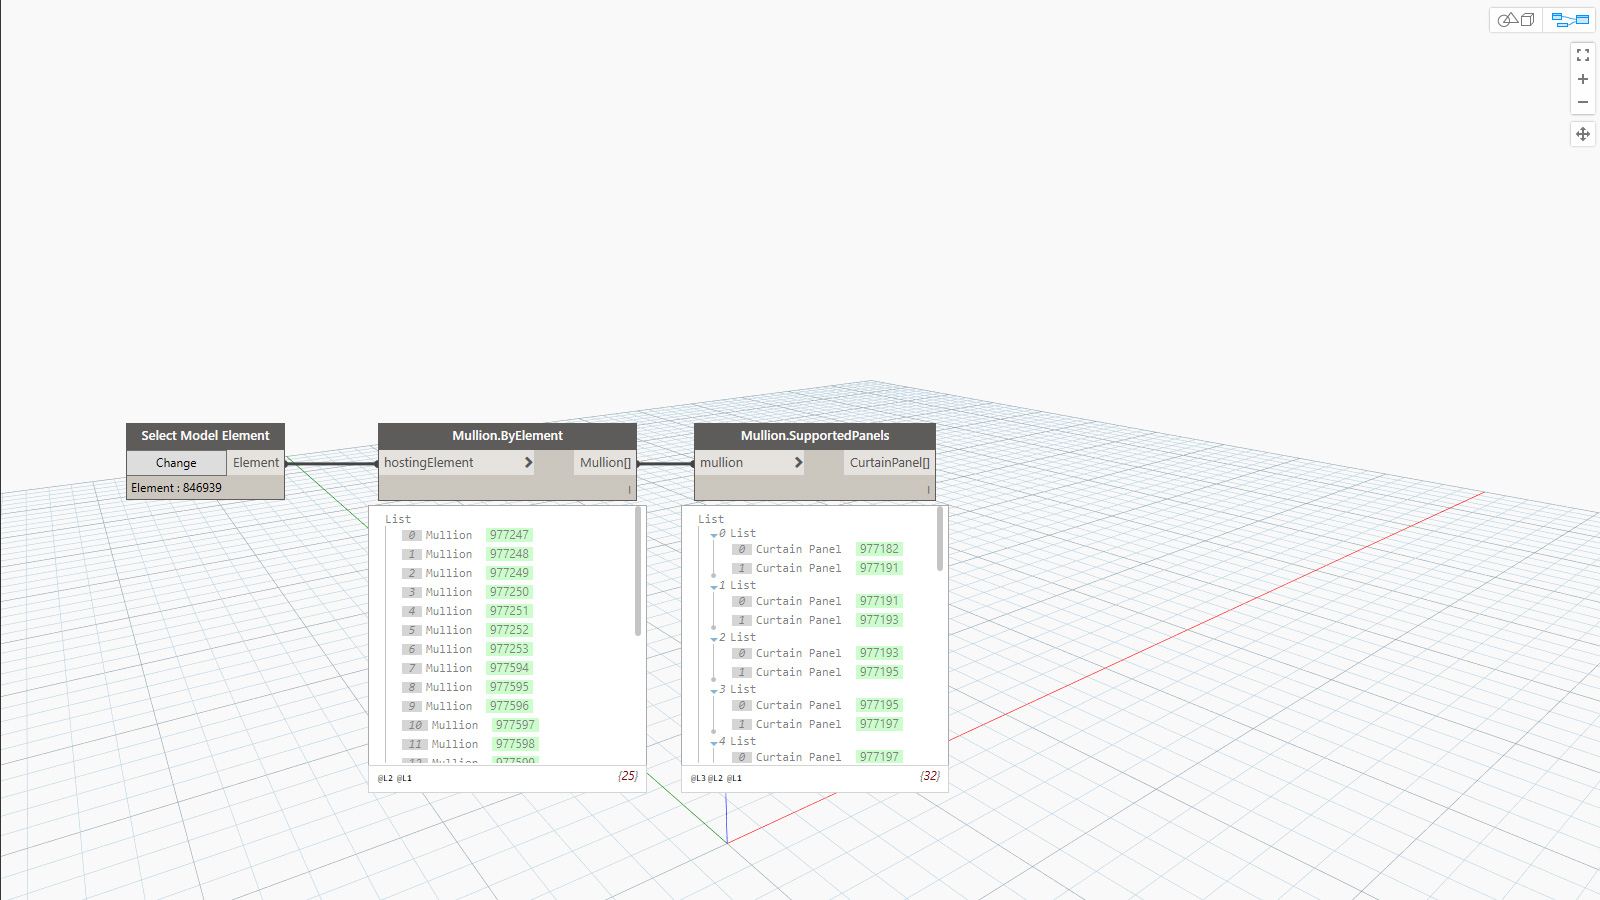 Select Model Element
Change
Element
Element : 846939
Mullion.ByElement
hostingElement >
Mullion[]
|
List
0 Mullion 977247
1 Mullion 977248
2 Mullion 977249
3 Mullion 977250
4 Mullion 977251
5 Mullion 977252
6 Mullion 977253
7 Mullion 977594
8 Mullion 977595
9 Mullion 977596
10 Mullion 977597
11 Mullion 977598
12 Mullion 977599
@L2 @L1
{25}
Mullion.SupportedPanels
mullion >
CurtainPanel[]
|
List
0 List
0 Curtain Panel 977182
1 Curtain Panel 977191
1 List
0 Curtain Panel 977191
1 Curtain Panel 977193
2 List
0 Curtain Panel 977193
1 Curtain Panel 977195
3 List
0 Curtain Panel 977195
1 Curtain Panel 977197
4 List
0 Curtain Panel 977197
@L3 @L2 @L1
{32}